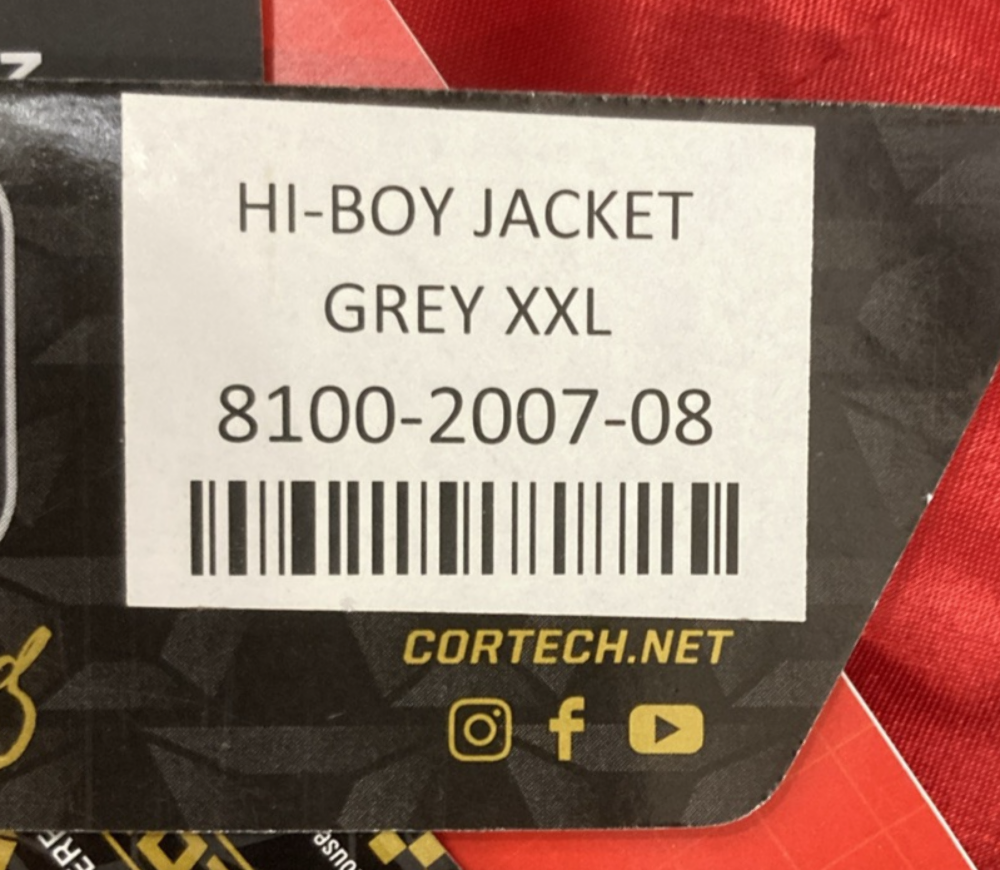 HI-BOY JACKET
GREY XXL
8100-2007-08
CORTECH.NET